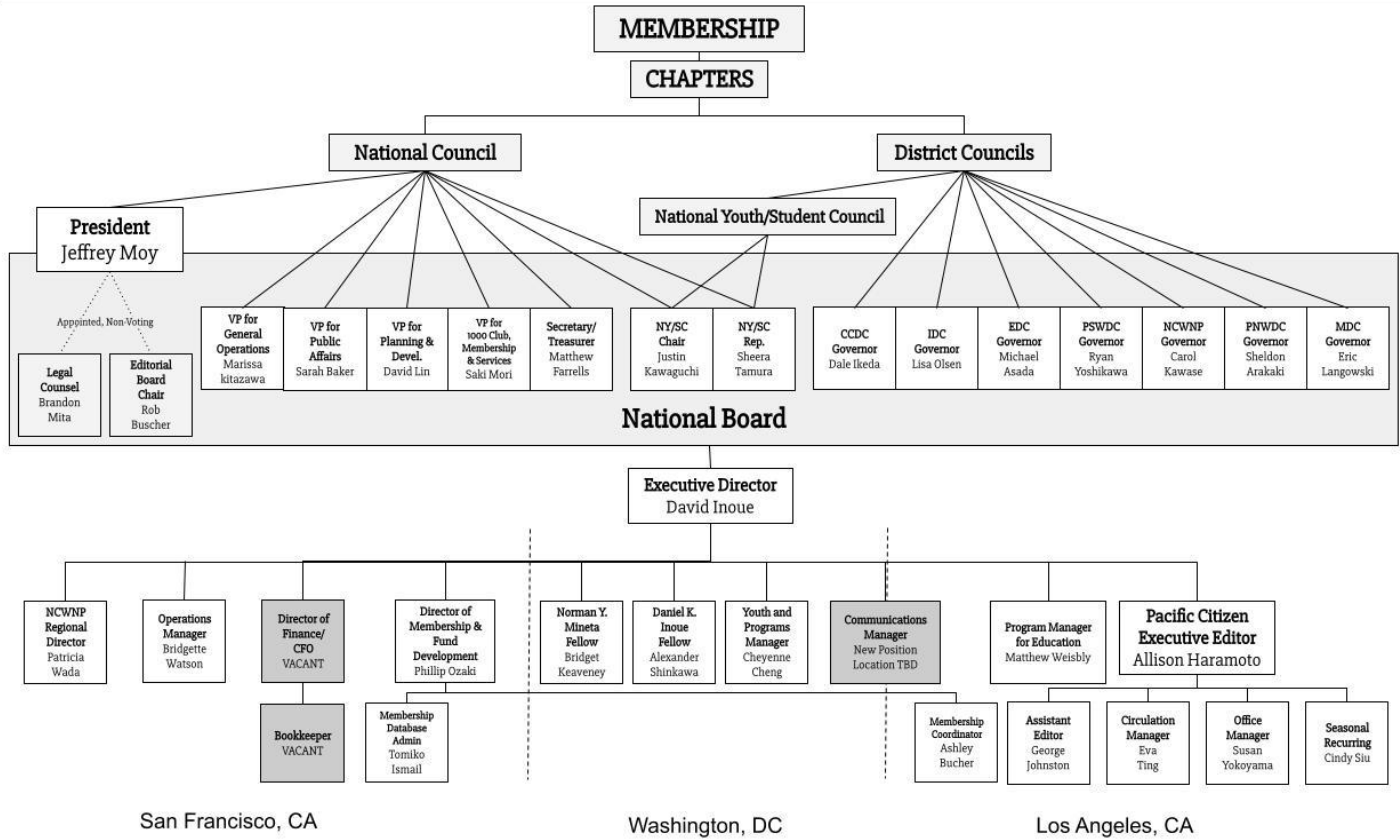 MEMBERSHIP
CHAPTERS
National Council
District Councils
National Youth/Student Council
President
Jeffrey Moy
Appointed, Non-Voting
Legal
Counsel
Brandon
Mita
Editorial
Board
Chair
Rob
Buscher
VP for
General
Operations
Marissa
kitazawa
VP for
Public
Affairs
Sarah Baker
VP for
Planning &
Devel.
David Lin
VP for
1000 Club,
Membership
& Services
Saki Mori
Secretary/
Treasurer
Matthew
Farrells
NY/SC
Chair
Justin
Kawaguchi
NY/SC
Rep.
Sheera
Tamura
CCDC
Governor
Dale Ikeda
IDC
Governor
Lisa Olsen
EDC
Governor
Michael
Asada
PSWDC
Governor
Ryan
Yoshikawa
NCWNP
Governor
Carol
Kawase
PNWDC
Governor
Sheldon
Arakaki
MDC
Governor
Eric
Langowski
National Board
Executive Director
David Inoue
NCWNP
Regional
Director
Patricia
Wada
Operations
Manager
Bridgette
Watson
Director of
Finance/
CFO
VACANT
Director of
Membership &
Fund
Development
Phillip Ozaki
Norman Y.
Mineta
Fellow
Bridget
Keaveney
Daniel K.
Inoue
Fellow
Alexander
Shinkawa
Youth and
Programs
Manager
Cheyenne
Cheng
Communications
Manager
New Position
Location TBD
Program Manager
for Education
Matthew Weisbly
Pacific Citizen
Executive Editor
Allison Haramoto
Bookkeeper
VACANT
Membership
Database
Admin
Tomiko
Ismail
Membership
Coordinator
Ashley
Bucher
Assistant
Editor
George
Johnston
Circulation
Manager
Eva
Ting
Office
Manager
Susan
Yokoyama
Seasonal
Recurring
Cindy Siu
San Francisco, CA
Washington, DC
Los Angeles, CA